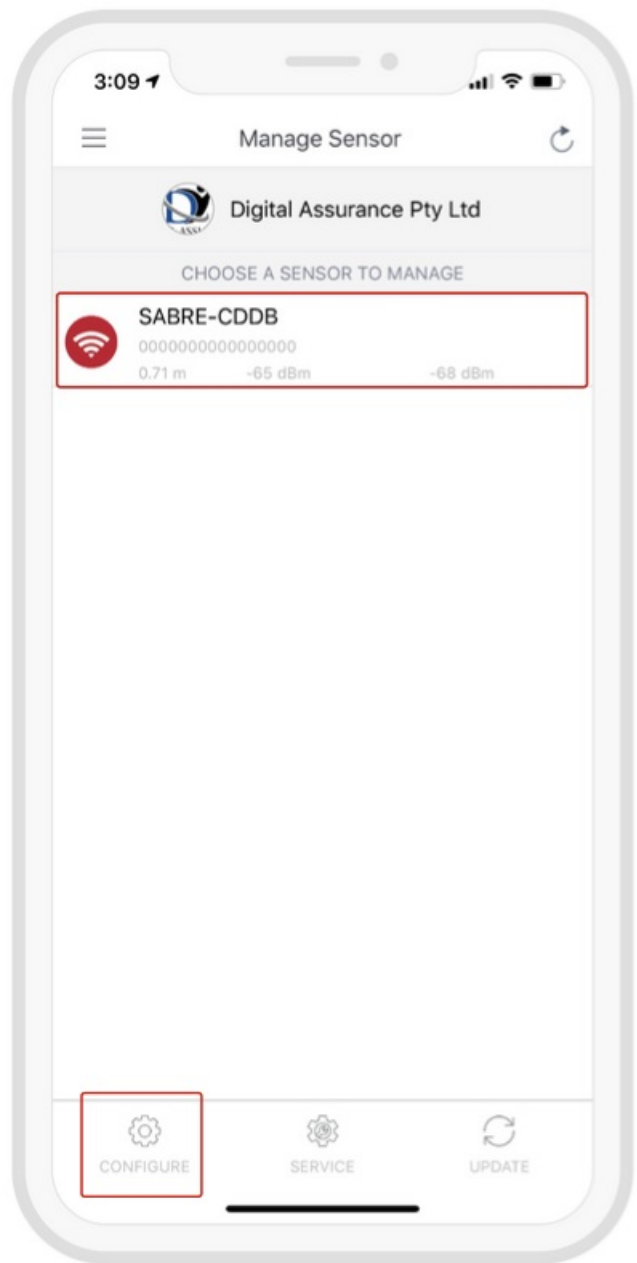 3:09
Manage Sensor
Digital Assurance Pty Ltd
CHOOSE A SENSOR TO MANAGE
SABRE-CDDB
0000000000000000
0.71 m -65 dBm -68 dBm
CONFIGURE SERVICE UPDATE